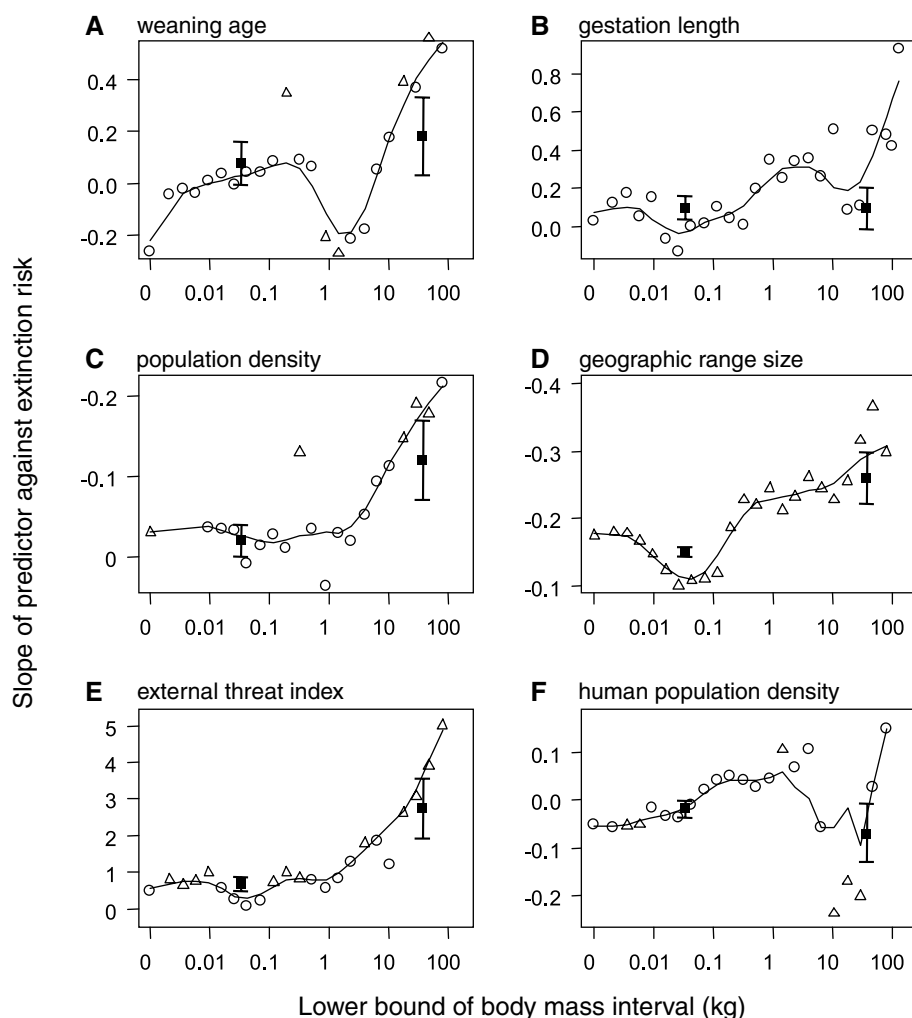 Slope of predictor against extinction risk
A weaning age
0.4
0.2
0.0
-0.2
0 0.01 0.1 1 10 100
B gestation length
0.8
0.6
0.4
0.2
0.0
0 0.01 0.1 1 10 100
C population density
-0.2
-0.1
0
0 0.01 0.1 1 10 100
D geographic range size
-0.4
-0.3
-0.2
-0.1
0 0.01 0.1 1 10 100
E external threat index
5
4
3
2
1
0
0 0.01 0.1 1 10 100
F human population density
0.1
0.0
-0.1
-0.2
0 0.01 0.1 1 10 100
Lower bound of body mass interval (kg)